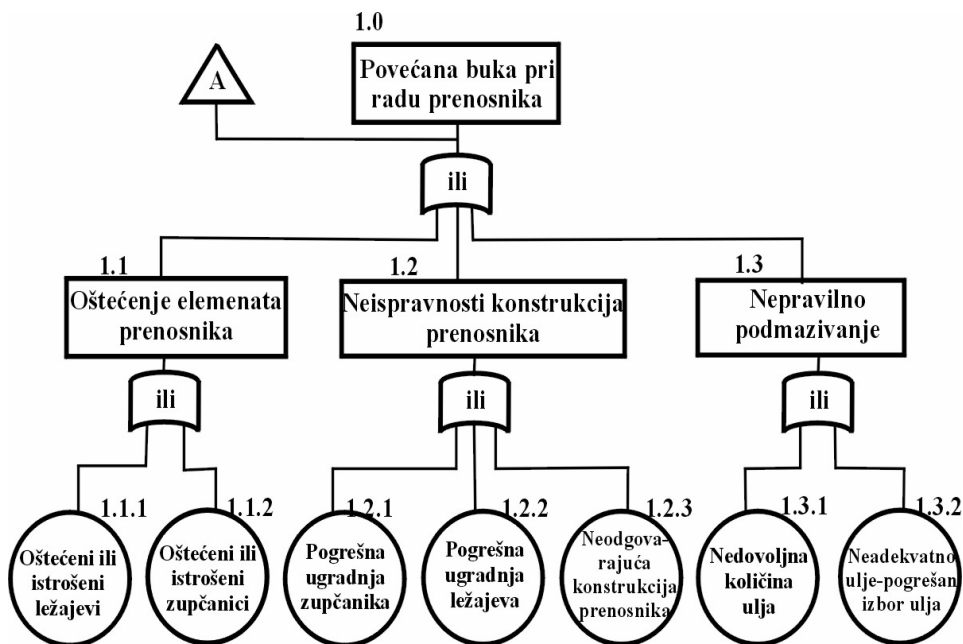 1.0
Povećana buka pri
radu prenosnika
A
ili
1.1
Oštećenje elemenata
prenosnika
1.2
Neispravnosti konstrukcija
prenosnika
1.3
Nepravilno
podmazivanje
ili
ili
ili
1.1.1
Oštećeni ili
istrošeni
ležajevi
1.1.2
Oštećeni ili
istrošeni
zupčanici
1.2.1
Pogrešna
ugradnja
zupčanika
1.2.2
Pogrešna
ugradnja
ležajeva
1.2.3
Neodgova-
rajuća
konstrukcija
prenosnika
1.3.1
Nedovoljna
količina
ulja
1.3.2
Neadekvatno
ulje-pogrešan
izbor ulja